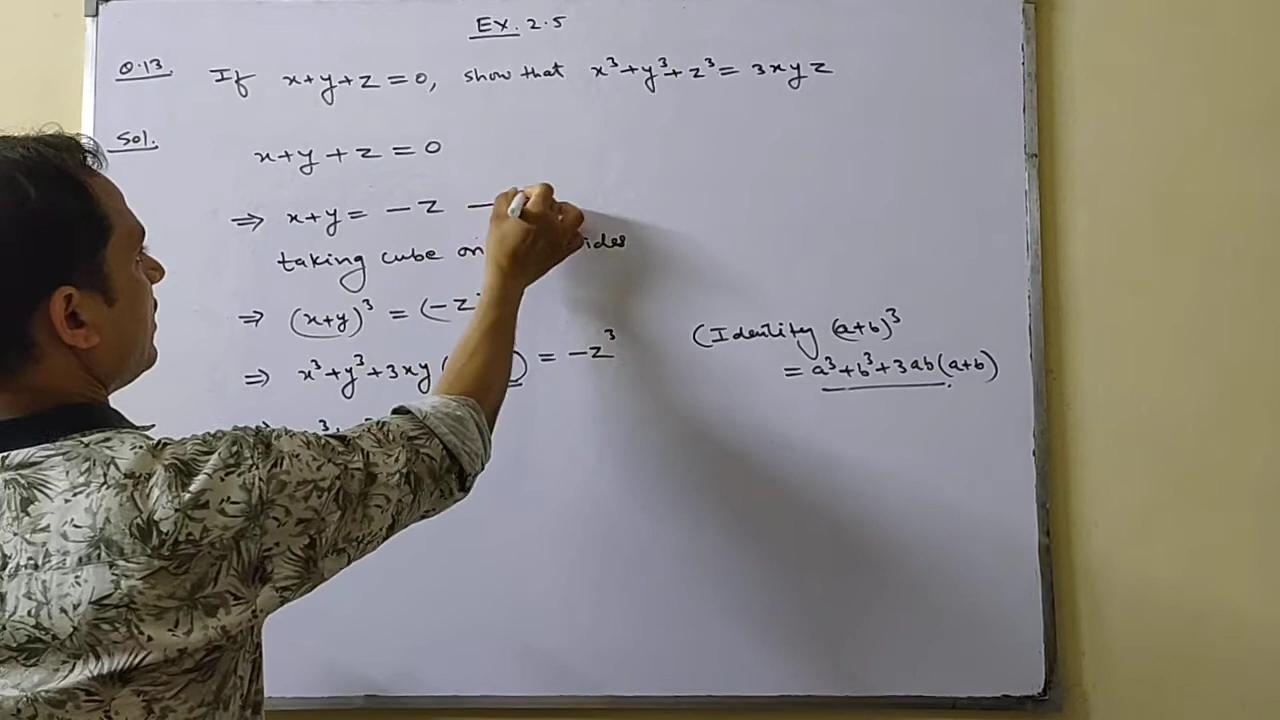 EX. 2.5
Q.13. If x+y+z=0, show that x³+y³+z³= 3xyz
Sol.
x+y+z=0
⇒ x+y= -z —
taking cube on ides
⇒ (x+y)³ = (-z
⇒ x³+y³+3xy( ) = -z³
(Identity (a+b)³
= a³+b³+3ab(a+b))